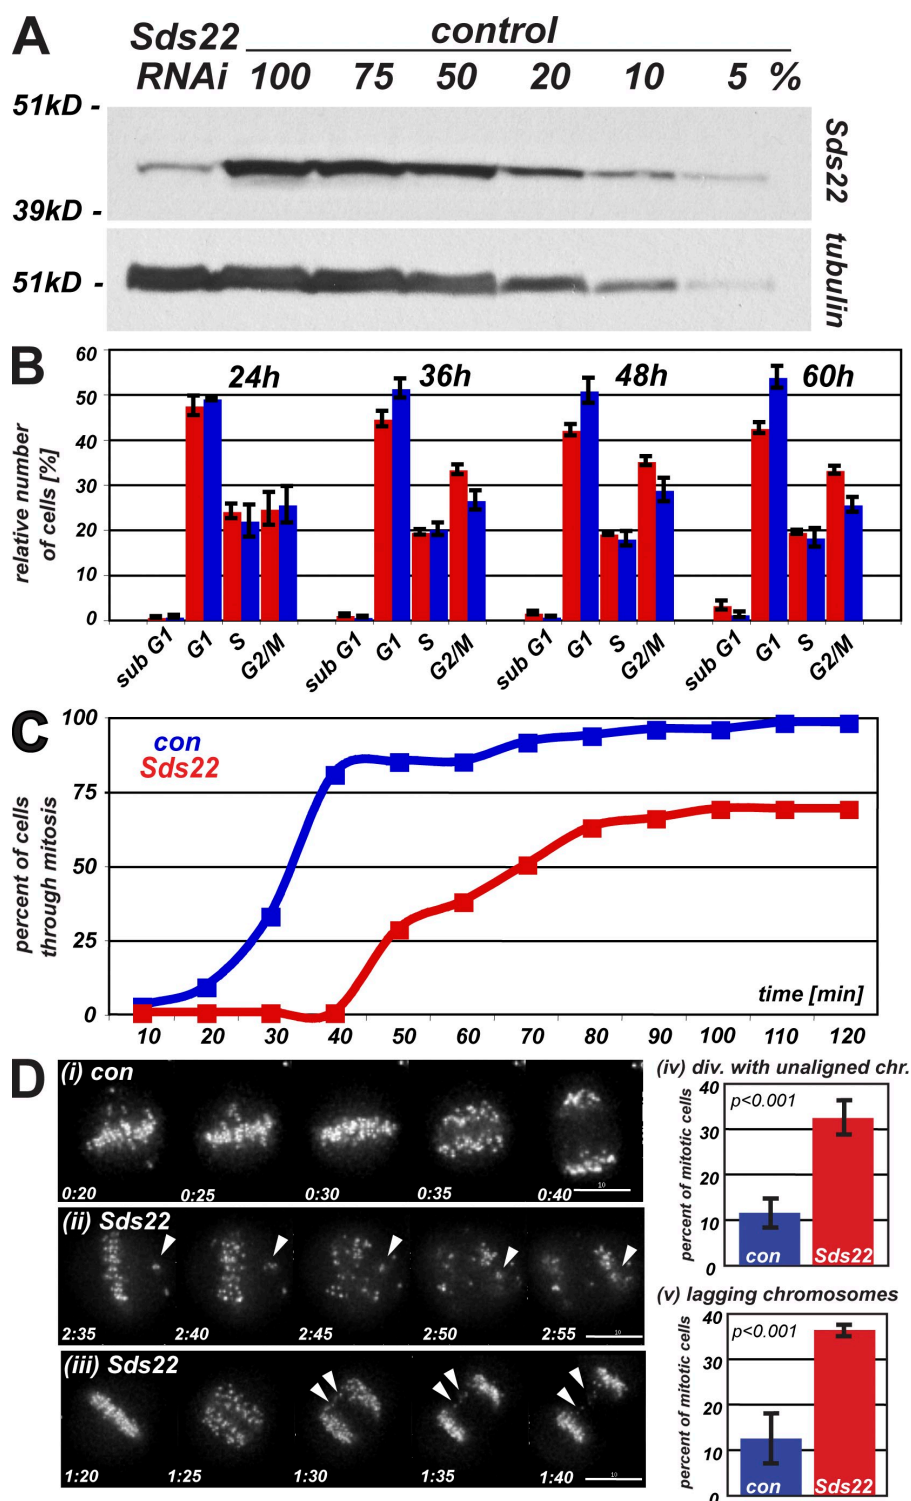 A
Sds22 control
RNAi 100 75 50 20 10 5 %
51kD -
39kD -
Sds22
51kD -
tubulin
B
relative number
of cells [%]
60
50
40
30
20
10
0
24h 36h 48h 60h
sub G1 G1 S G2/M sub G1 G1 S G2/M sub G1 G1 S G2/M sub G1 G1 S G2/M
C
percent of cells
through mitosis
100
75
50
25
0
con
Sds22
time [min]
10 20 30 40 50 60 70 80 90 100 110 120
D
(i) con
0:20 0:25 0:30 0:35 0:40
10
(ii) Sds22
2:35 2:40 2:45 2:50 2:55
10
(iii) Sds22
1:20 1:25 1:30 1:35 1:40
10
(iv) div. with unaligned chr.
percent of mitotic cells
40
30
20
10
0
p<0.001
con Sds22
(v) lagging chromosomes
percent of mitotic cells
40
30
20
10
0
p<0.001
con Sds22